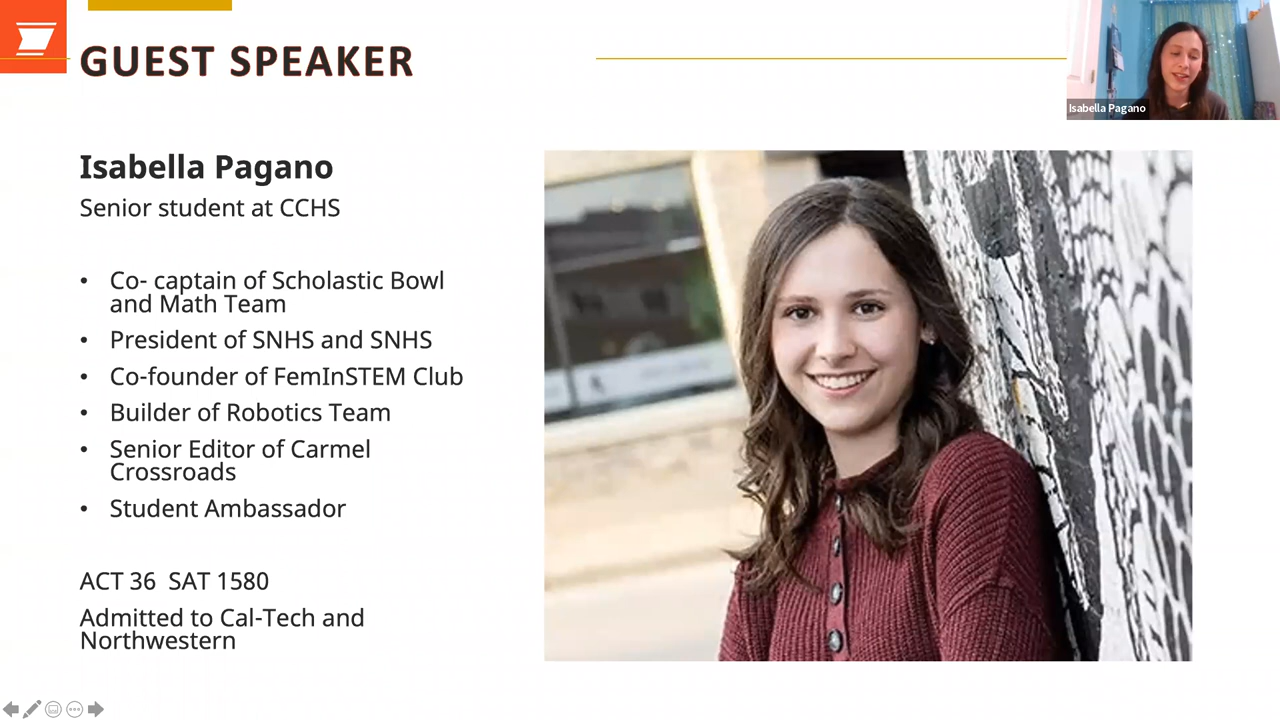 GUEST SPEAKER
Isabella Pagano
Isabella Pagano
Senior student at CCHS
• Co- captain of Scholastic Bowl
and Math Team
• President of SNHS and SNHS
• Co-founder of FemInSTEM Club
• Builder of Robotics Team
• Senior Editor of Carmel
Crossroads
• Student Ambassador
ACT 36 SAT 1580
Admitted to Cal-Tech and
Northwestern